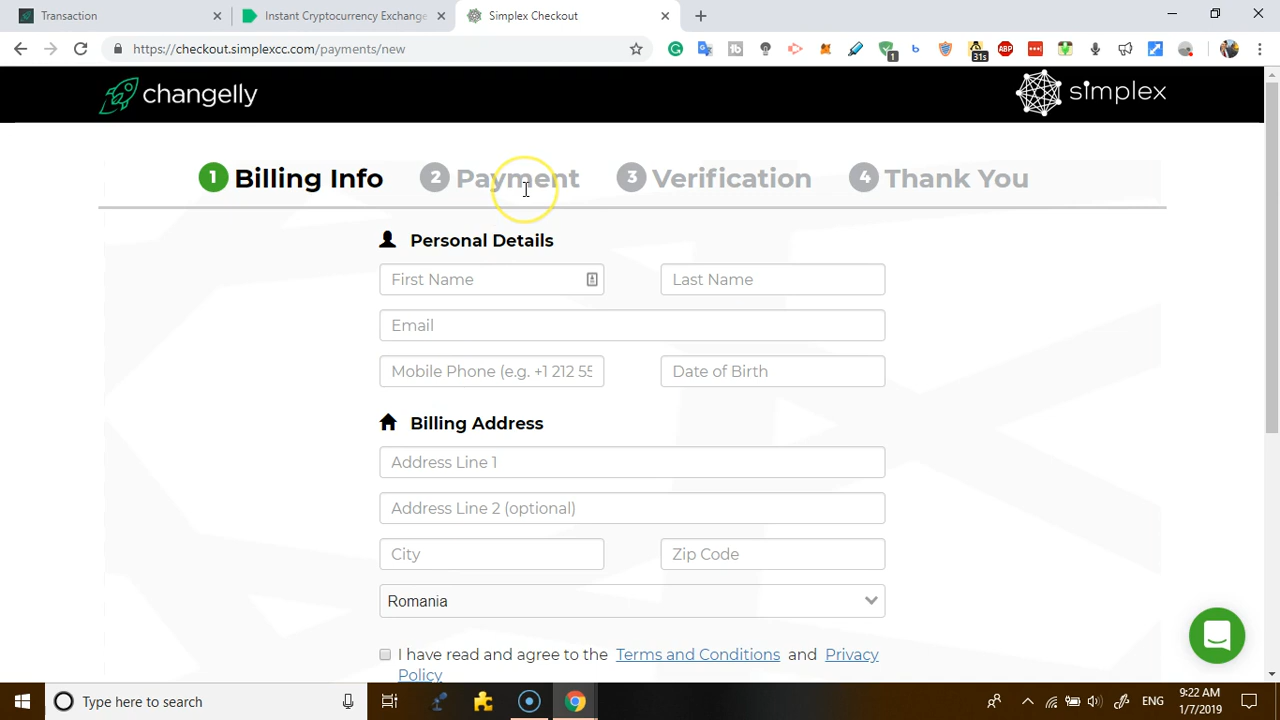 Transaction
Instant Cryptocurrency Exchange
Simplex Checkout
https://checkout.simplexcc.com/payments/new
1
31s
ABP
changelly
simplex
1 Billing Info 2 Payment 3 Verification 4 Thank You
Personal Details
First Name
Last Name
Email
Mobile Phone (e.g. +1 212 55
Date of Birth
Billing Address
Address Line 1
Address Line 2 (optional)
City
Zip Code
Romania
I have read and agree to the Terms and Conditions and Privacy
Policy
Type here to search
ENG
9:22 AM
1/7/2019